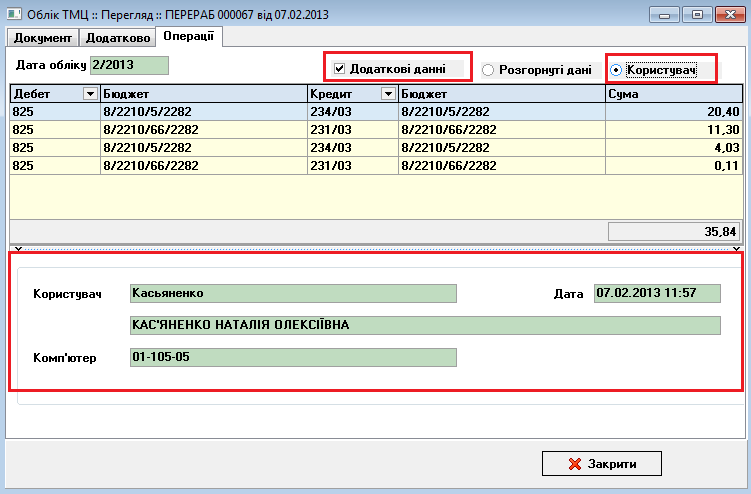 Облік ТМЦ :: Перегляд :: ПЕРЕРАБ 000067 від 07.02.2013
Документ Додатково Операції
Дата обліку 2/2013 Додаткові данні Розгорнуті дані Користувач
Дебет Бюджет Кредит Бюджет Сума
825 8/2210/5/2282 234/03 8/2210/5/2282 20,40
825 8/2210/66/2282 231/03 8/2210/66/2282 11,30
825 8/2210/5/2282 234/03 8/2210/5/2282 4,03
825 8/2210/66/2282 231/03 8/2210/66/2282 0,11
35,84
Користувач Касьяненко Дата 07.02.2013 11:57
КАС'ЯНЕНКО НАТАЛІЯ ОЛЕКСІЇВНА
Комп'ютер 01-105-05
Закрити